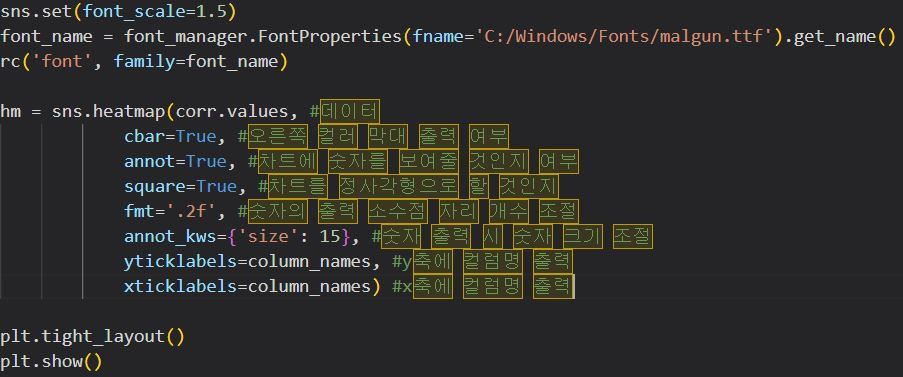 sns.set(font_scale=1.5)
font_name = font_manager.FontProperties(fname='C:/Windows/Fonts/malgun.ttf').get_name()
rc('font', family=font_name)
hm = sns.heatmap(corr.values, #데이터
cbar=True, #오른쪽 컬러 막대 출력 여부
annot=True, #차트에 숫자를 보여줄 것인지 여부
square=True, #차트를 정사각형으로 할 것인지
fmt='.2f', #숫자의 출력 소수점 자리 개수 조절
annot_kws={'size': 15}, #숫자 출력 시 숫자 크기 조절
yticklabels=column_names, #y축에 컬럼명 출력
xticklabels=column_names) #x축에 컬럼명 출력
plt.tight_layout()
plt.show()